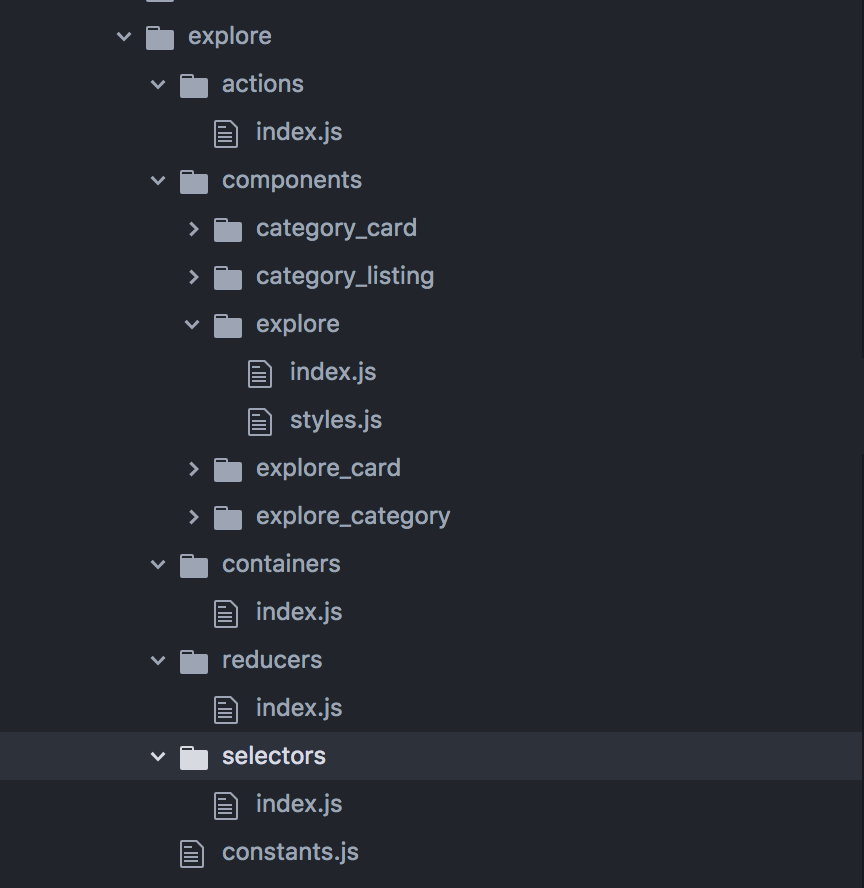 explore
actions
index.js
components
category_card
category_listing
explore
index.js
styles.js
explore_card
explore_category
containers
index.js
reducers
index.js
selectors
index.js
constants.js